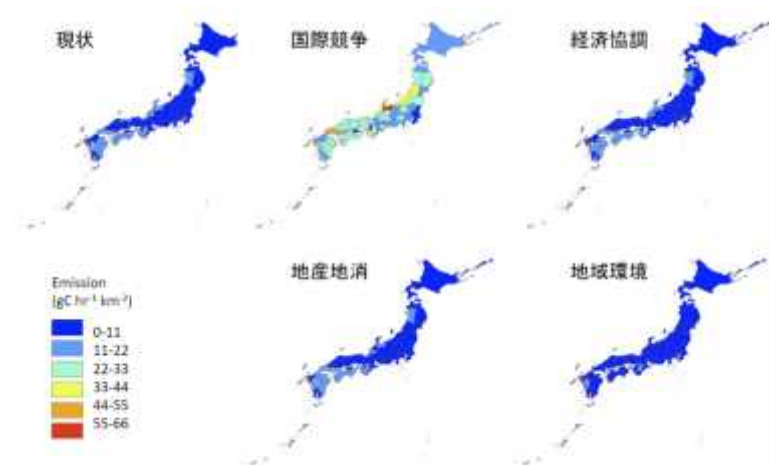 現状
国際競争
経済協調
地産地消
地域環境
Emission
(gC hr⁻¹ km⁻²)
0-11
11-22
22-33
33-44
44-55
55-66